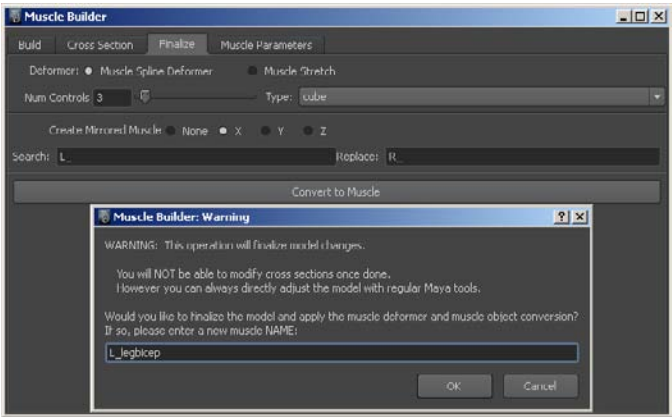 Muscle Builder
Build Cross Section Finalize Muscle Parameters
Deformer: Muscle Spline Deformer Muscle Stretch
Num Controls 3 Type: cube
Create Mirrored Muscle None X Y Z
Search: L_ Replace: R_
Convert to Muscle
Muscle Builder: Warning
WARNING: This operation will finalize model changes.
You will NOT be able to modify cross sections once done.
However you can always directly adjust the model with regular Maya tools.
Would you like to finalize the model and apply the muscle deformer and muscle object conversion?
If so, please enter a new muscle NAME:
L_legbicep
OK Cancel